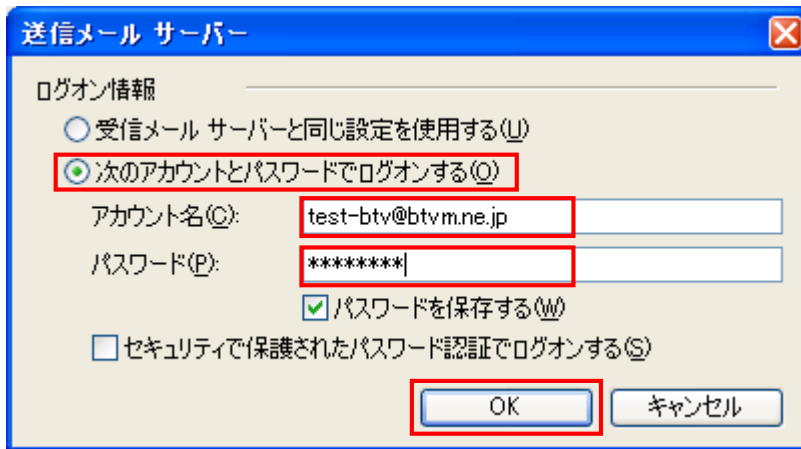 送信メール サーバー
ログオン情報
受信メール サーバーと同じ設定を使用する(U)
次のアカウントとパスワードでログオンする(O)
アカウント名(C): test-btv@btvm.ne.jp
パスワード(P): ********
パスワードを保存する(W)
セキュリティで保護されたパスワード認証でログオンする(S)
OK キャンセル